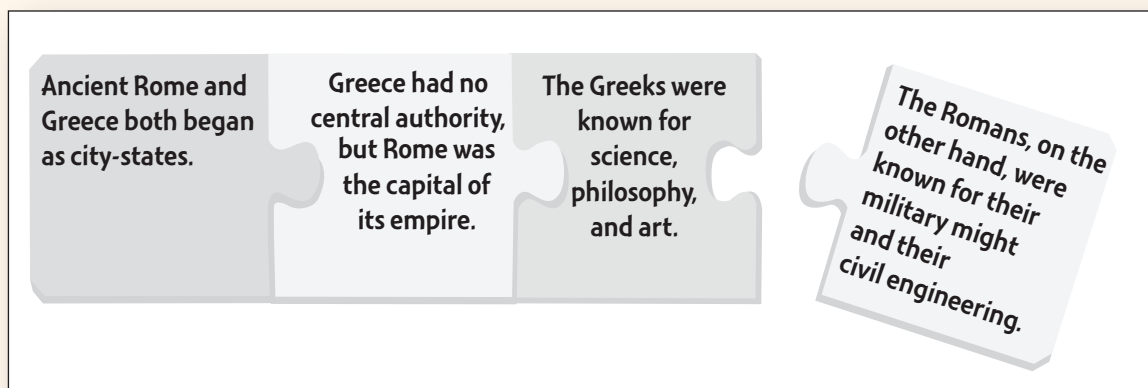 Ancient Rome and
Greece both began
as city-states.
Greece had no
central authority,
but Rome was
the capital of
its empire.
The Greeks were
known for
science,
philosophy,
and art.
The Romans, on the
other hand, were
known for their
military might
and their
civil engineering.